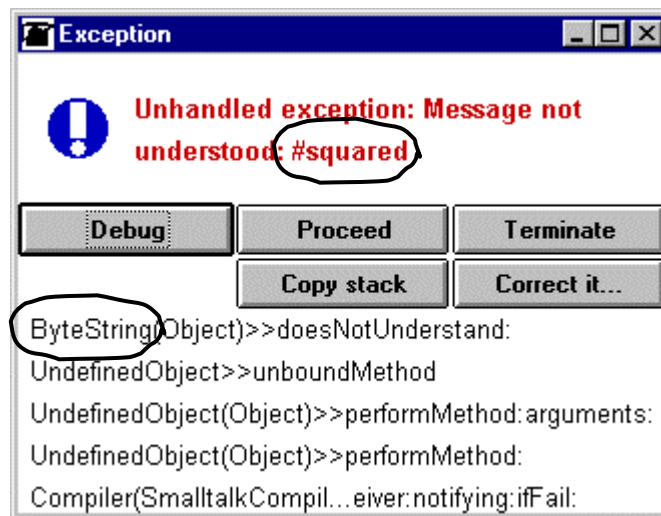 Exception
Unhandled exception: Message not
understood: #squared
Debug Proceed Terminate
Copy stack Correct it...
ByteString(Object)>>doesNotUnderstand:
UndefinedObject>>unboundMethod
UndefinedObject(Object)>>performMethod:arguments:
UndefinedObject(Object)>>performMethod:
Compiler(SmalltalkCompil...eiver:notifying:ifFail: